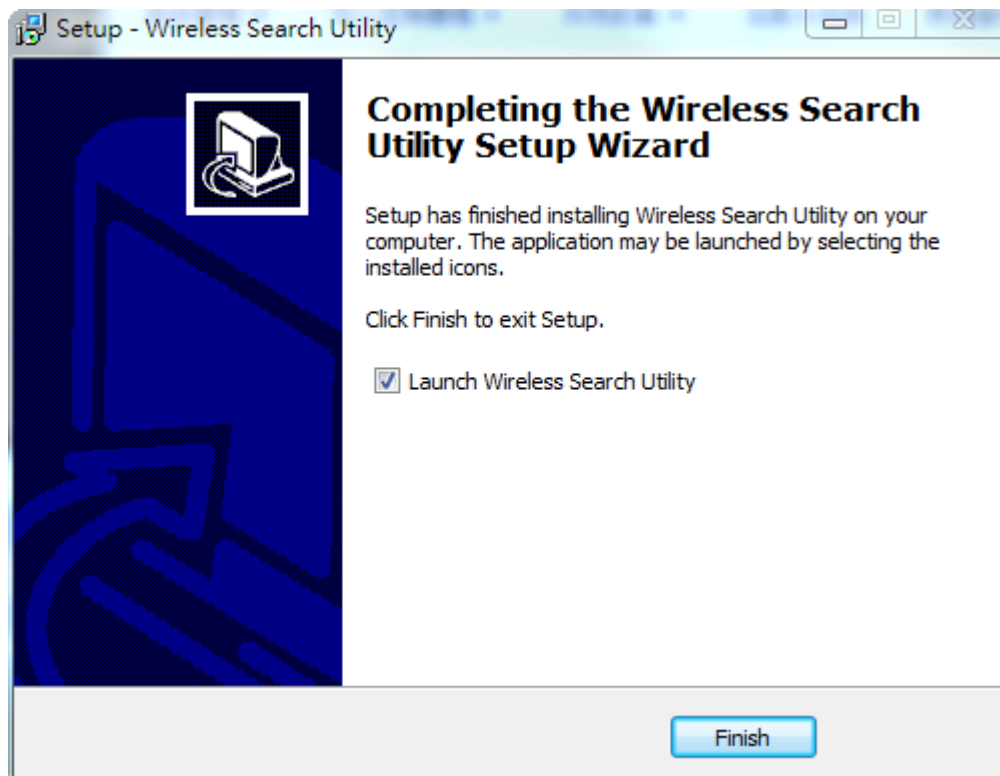 Setup - Wireless Search Utility
Completing the Wireless Search
Utility Setup Wizard
Setup has finished installing Wireless Search Utility on your
computer. The application may be launched by selecting the
installed icons.
Click Finish to exit Setup.
Launch Wireless Search Utility
Finish